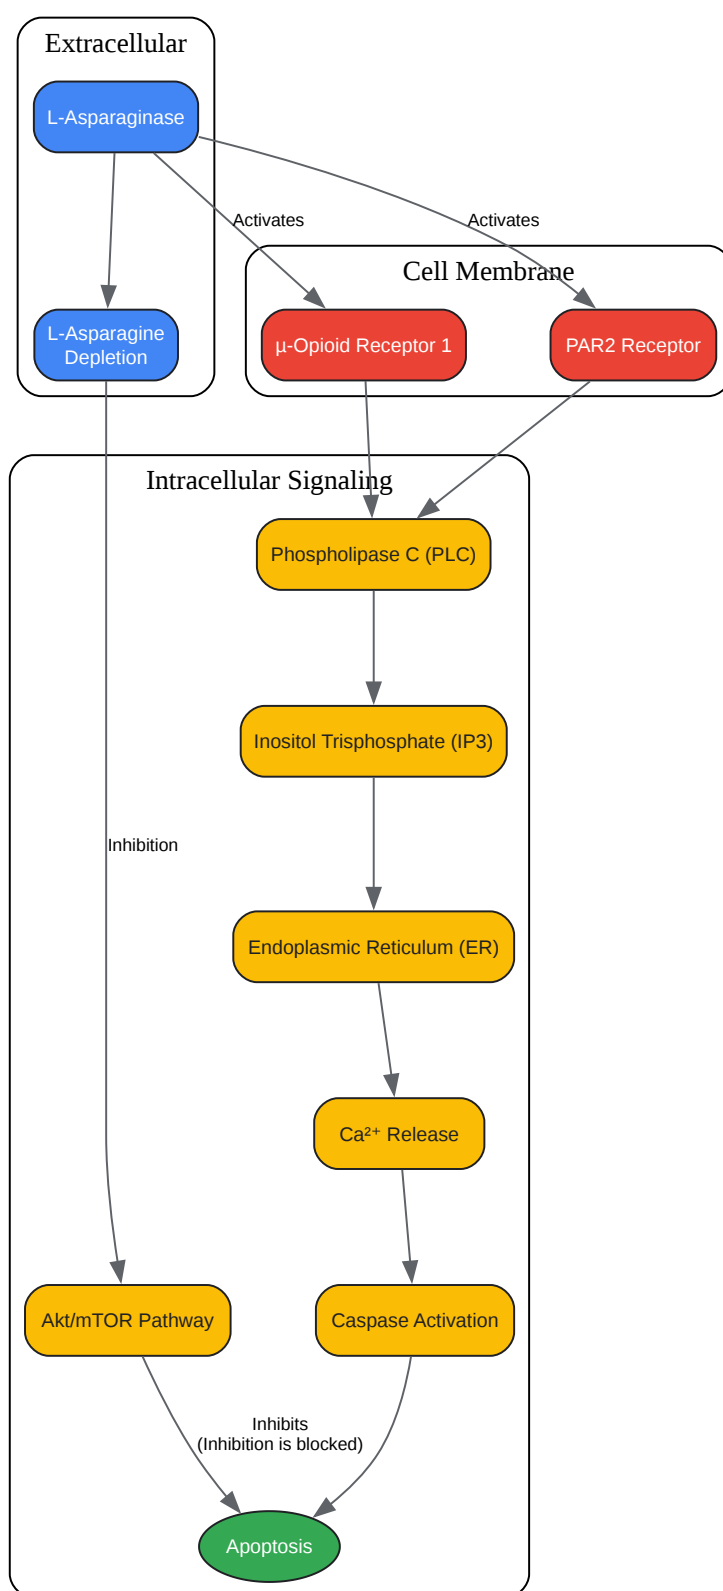 Extracellular
L-Asparaginase
Activates
Activates
Cell Membrane
L-Asparagine
Depletion
µ-Opioid Receptor 1
PAR2 Receptor
Intracellular Signaling
Phospholipase C (PLC)
Inositol Trisphosphate (IP3)
Inhibition
Endoplasmic Reticulum (ER)
Ca²⁺ Release
Akt/mTOR Pathway
Caspase Activation
Inhibits
(Inhibition is blocked)
Apoptosis